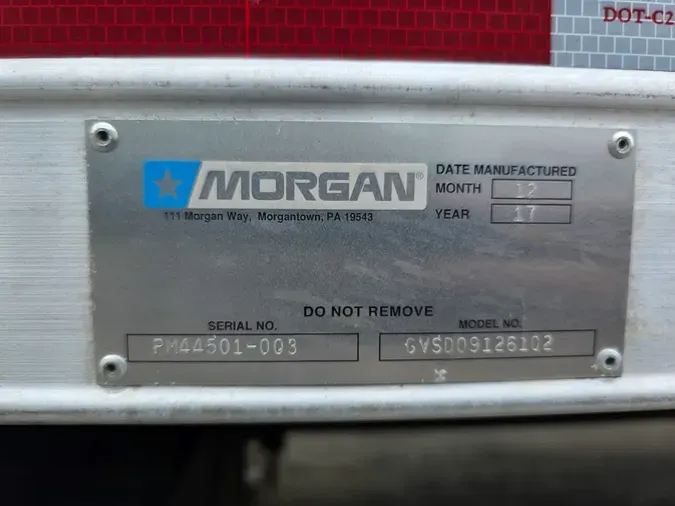 DOT-C2
MORGAN®
111 Morgan Way, Morgantown, PA 19543
DATE MANUFACTURED
MONTH 12
YEAR 17
DO NOT REMOVE
SERIAL NO.
PM44501-003
MODEL NO.
GVSD09126102